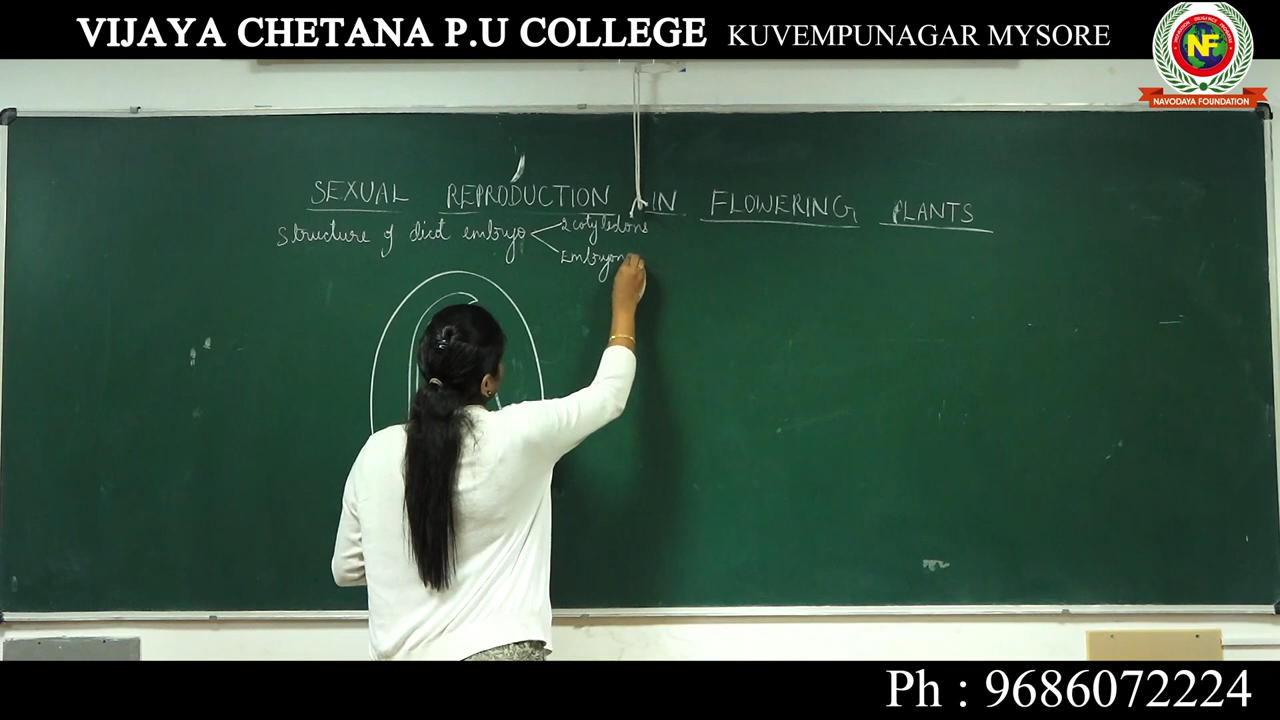 VIJAYA CHETANA P.U COLLEGE KUVEMPUNAGAR MYSORE
NF
NAVODAYA FOUNDATION
SEXUAL REPRODUCTION IN FLOWERING PLANTS
Structure of dicot embryo
2 cotyledons
Embryon
Ph : 9686072224